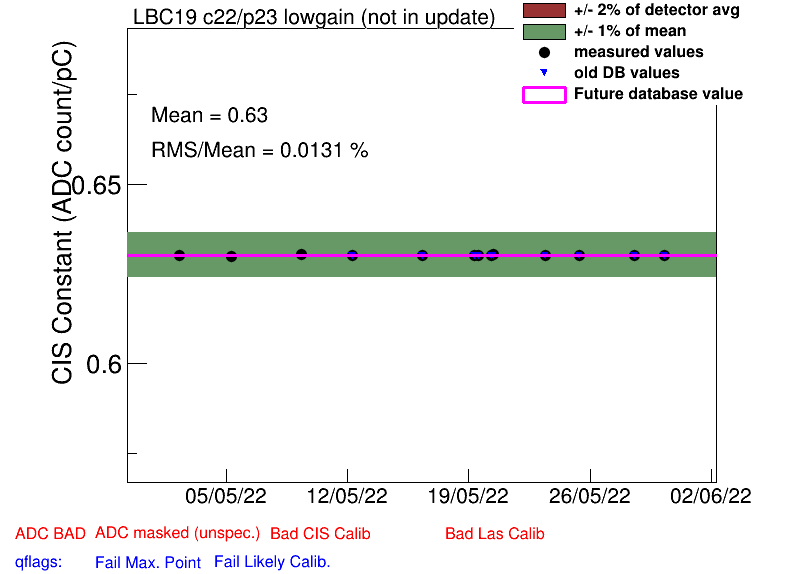 LBC19 c22/p23 lowgain (not in update)
+/- 2% of detector avg
+/- 1% of mean
measured values
old DB values
Future database value
Mean = 0.63
RMS/Mean = 0.0131 %
CIS Constant (ADC count/pC)
0.65
0.6
05/05/22 12/05/22 19/05/22 26/05/22 02/06/22
ADC BAD ADC masked (unspec.) Bad CIS Calib Bad Las Calib
qflags: Fail Max. Point Fail Likely Calib.